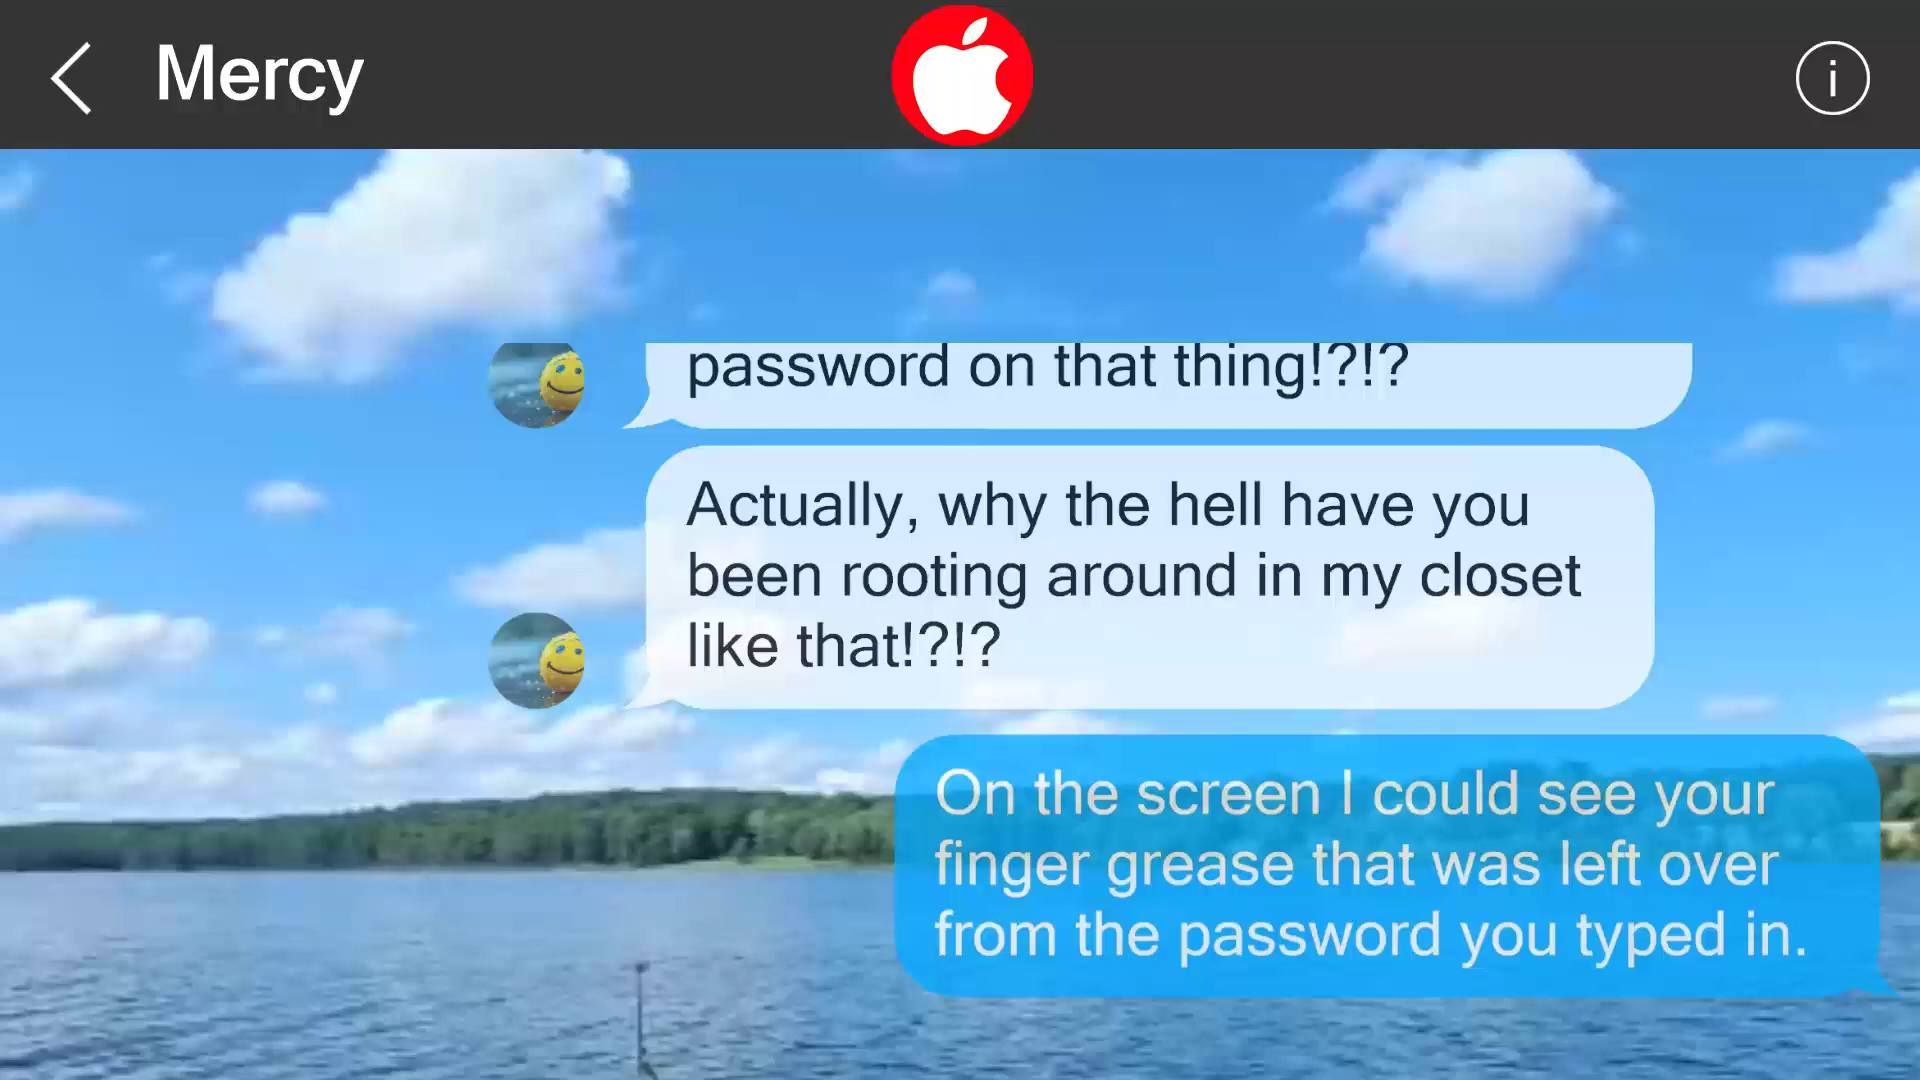 Mercy
i
password on that thing!?!?
Actually, why the hell have you
been rooting around in my closet
like that!?!?
On the screen I could see your
finger grease that was left over
from the password you typed in.